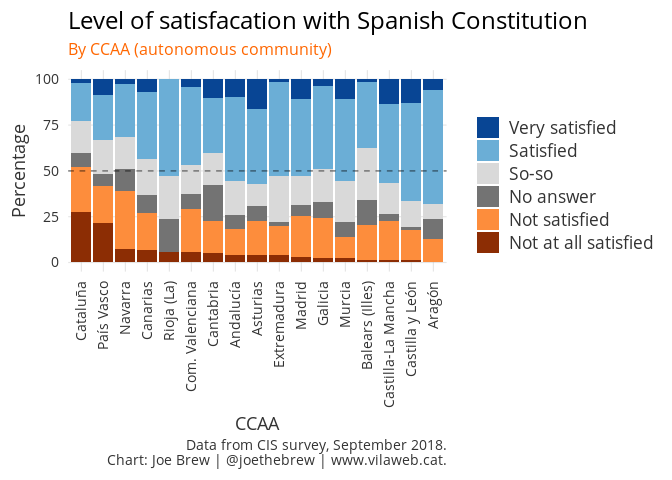 Level of satisfacation with Spanish Constitution
By CCAA (autonomous community)
Percentage
100
75
50
25
0
Very satisfied
Satisfied
So-so
No answer
Not satisfied
Not at all satisfied
Cataluña
País Vasco
Navarra
Canarias
Rioja (La)
Com. Valenciana
Cantabria
Andalucía
Asturias
Extremadura
Madrid
Galicia
Murcia
Balears (Illes)
Castilla-La Mancha
Castilla y León
Aragón
CCAA
Data from CIS survey, September 2018.
Chart: Joe Brew | @joethebrew | www.vilaweb.cat.